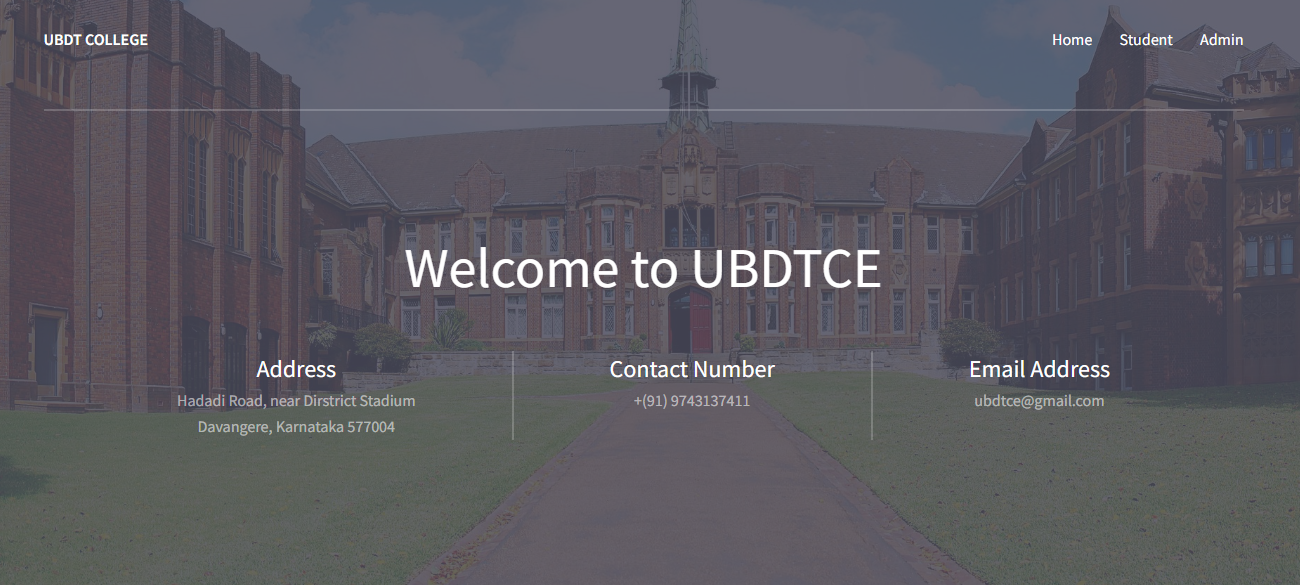 UBDT COLLEGE
Home Student Admin
Welcome to UBDTCE
Address
Hadadi Road, near Dirstrict Stadium
Davangere, Karnataka 577004
Contact Number
+(91) 9743137411
Email Address
ubdtce@gmail.com